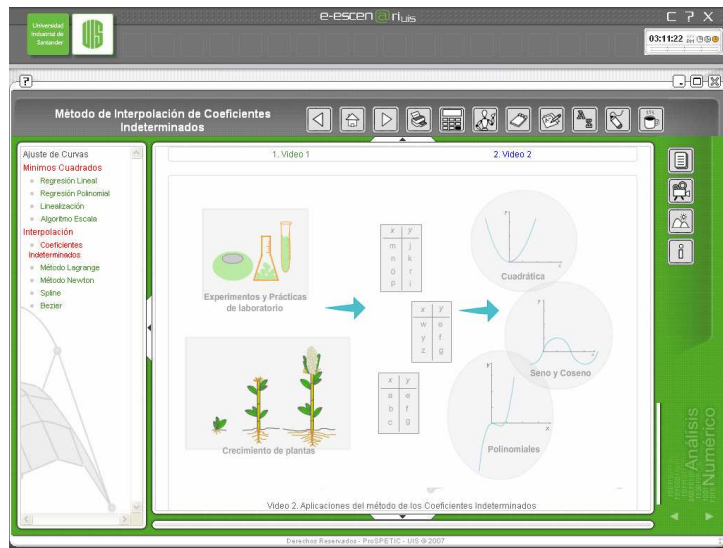 Universidad
Industrial de
Santander
e-escen@riuis
03:11:22
Método de Interpolación de Coeficientes
Indeterminados
Ajuste de Curvas
Mínimos Cuadrados
Regresión Lineal
Regresión Polinomial
Linealización
Algoritmo Escala
Interpolación
Coeficientes
Indeterminados
Método Lagrange
Método Newton
Spline
Bezier
1. Video 1
2. Video 2
Experimentos y Prácticas
de laboratorio
Crecimiento de plantas
x y
m j
n k
o r
p i
x y
w e
y f
z g
x y
a e
b f
c g
Cuadrática
Seno y Coseno
Polinomiales
Video 2. Aplicaciones del método de los Coeficientes Indeterminados
Análisis
Numérico
Derechos Reservados - ProSPETIC - UIS @ 2007